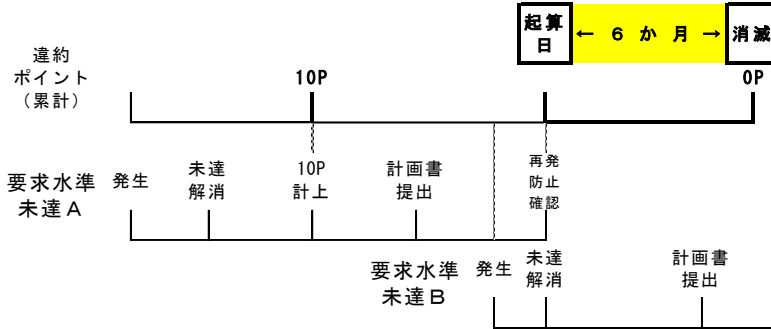 起算
日
← 6 か 月 →
消滅
違約
ポイント
（累計）
10P
0P
要求水準
未達A
発生
未達
解消
10P
計上
計画書
提出
再発
防止
確認
要求水準
未達B
発生
未達
解消
計画書
提出